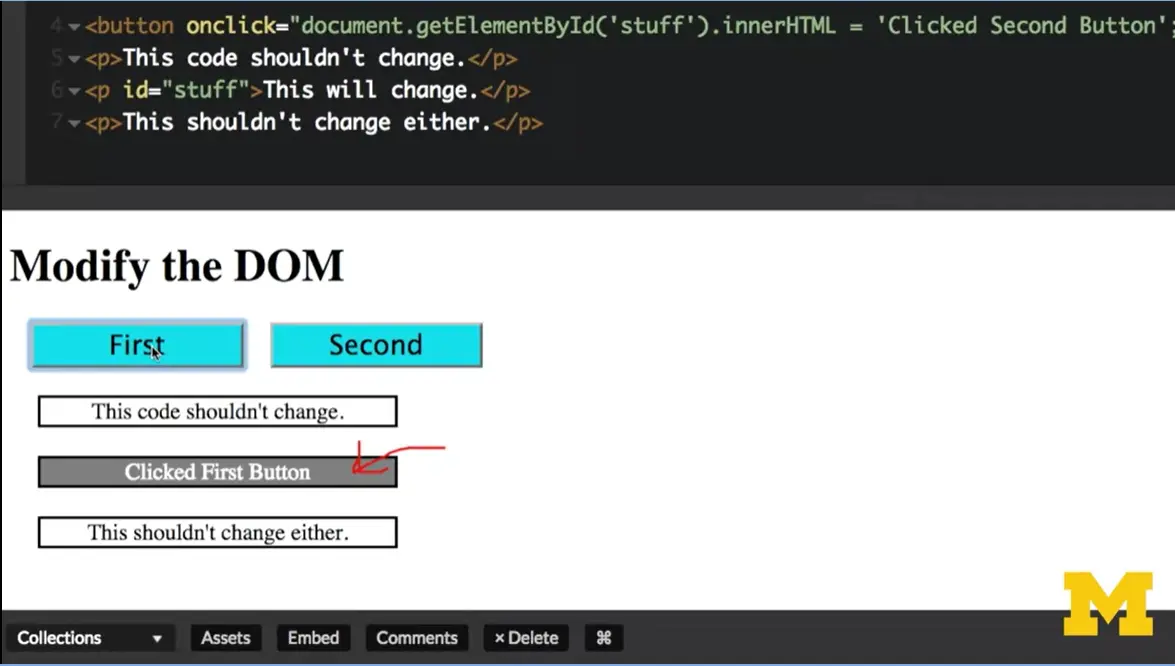 4 <button onclick="document.getElementById('stuff').innerHTML = 'Clicked Second Button';
5 <p>This code shouldn't change.</p>
6 <p id="stuff">This will change.</p>
7 <p>This shouldn't change either.</p>
Modify the DOM
First Second
This code shouldn't change.
Clicked First Button
This shouldn't change either.
Collections Assets Embed Comments × Delete ⌘
M